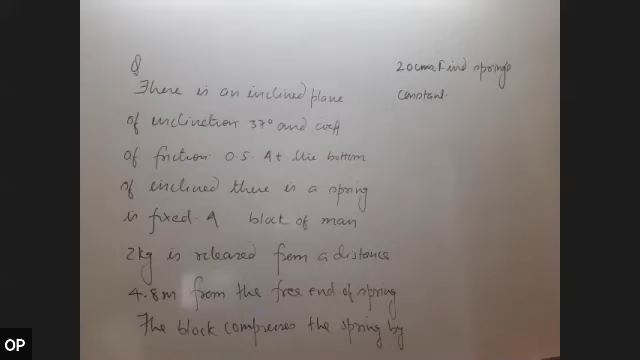 Q
There is an inclined plane
of inclination 37° and coeff
of friction 0.5. At the bottom
of inclined there is a spring
is fixed. A block of mass
2kg is released from a distance
4.8m from the free end of spring
The block compresses the spring by
20cm. Find spring
constant.
OP